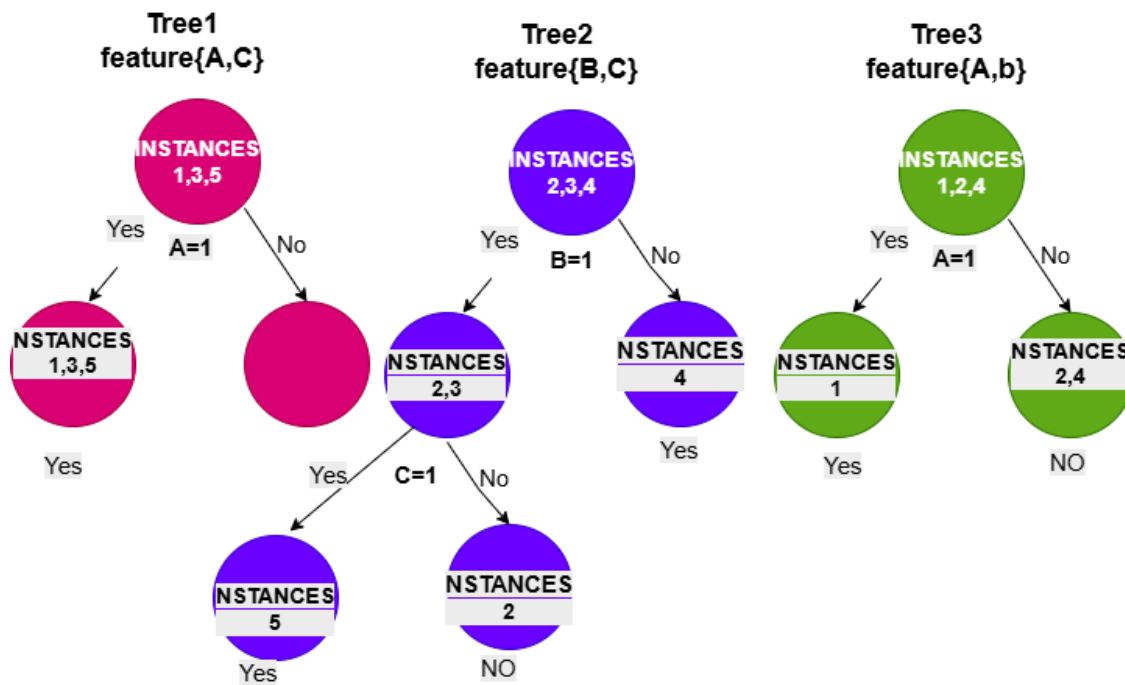 Tree1
feature{A,C}
INSTANCES
1,3,5
Yes
A=1
No
NSTANCES
1,3,5
Yes
Tree2
feature{B,C}
INSTANCES
2,3,4
Yes
B=1
No
NSTANCES
2,3
NSTANCES
4
Yes
Yes
C=1
No
NSTANCES
5
Yes
NSTANCES
2
NO
Tree3
feature{A,b}
INSTANCES
1,2,4
Yes
A=1
No
NSTANCES
1
Yes
NSTANCES
2,4
NO